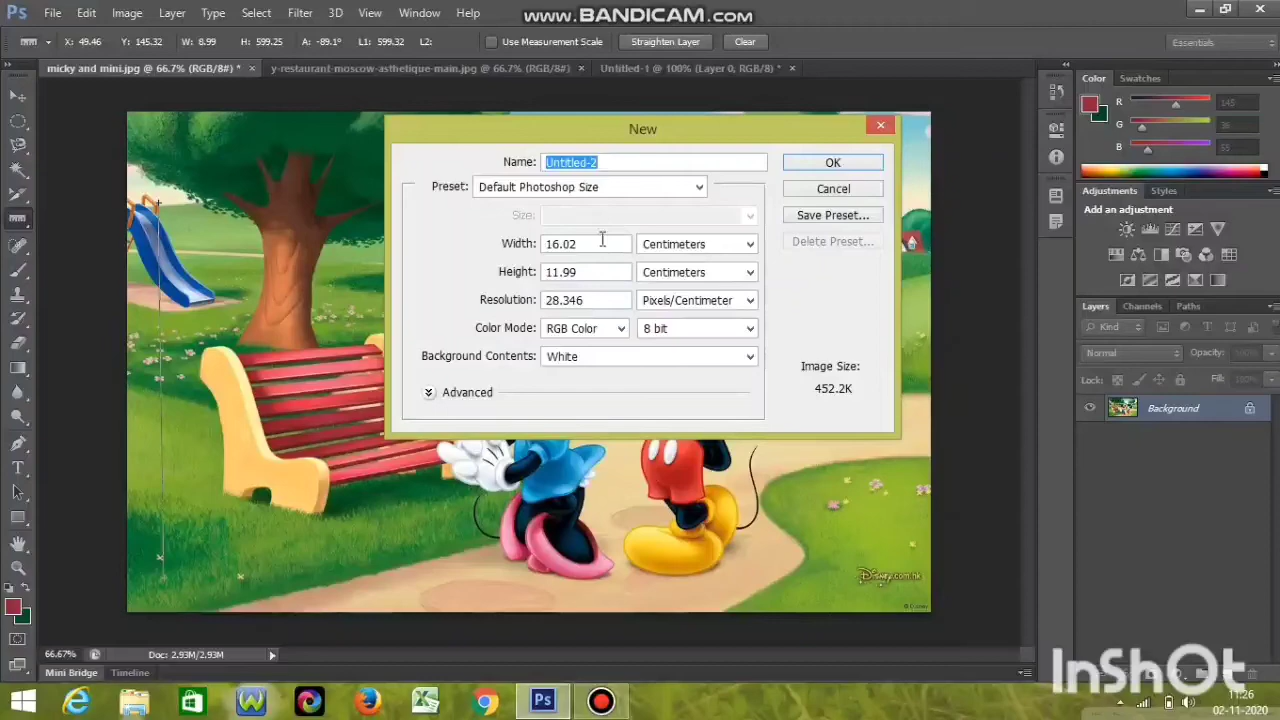 Ps File Edit Image Layer Type Select Filter 3D View Window Help
www.BANDICAM.com
X: 49.46 Y: 145.32 W: 8.99 H: 599.25 A: -89.1° L1: 599.32 L2: Use Measurement Scale Straighten Layer Clear Essentials
micky and mini.jpg @ 66.7% (RGB/8#) * × y-restaurant-moscow-asthetique-main.jpg @ 66.7% (RGB/8#) × Untitled-1 @ 100% (Layer 0, RGB/8) * ×
Color Swatches
R 145
G 36
B 55
New
Name: Untitled-2 OK
Preset: Default Photoshop Size Cancel
Size: Save Preset...
Width: 16.02 Centimeters Delete Preset...
Height: 11.99 Centimeters
Resolution: 28.346 Pixels/Centimeter
Color Mode: RGB Color 8 bit
Background Contents: White
Image Size:
452.2K
Advanced
Adjustments Styles
Add an adjustment
Layers Channels Paths
Kind
Normal Opacity: 100%
Lock: Fill: 100%
Background
Disney.com.hk
© Disney
66.67% Doc: 2.93M/2.93M
Mini Bridge Timeline
InShOt
Ps
11:26
02-11-2020